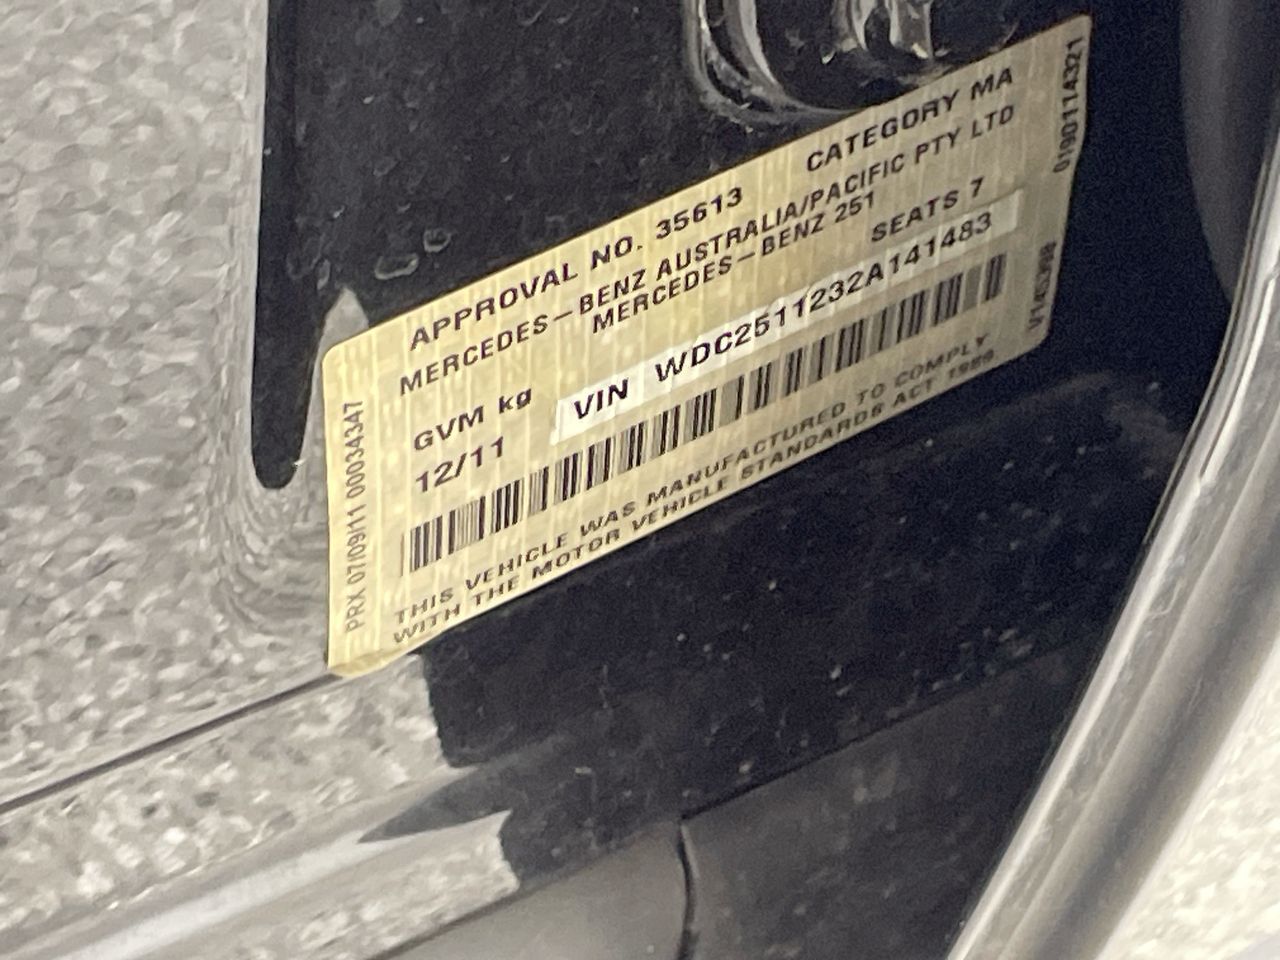 APPROVAL NO. 35613 CATEGORY MA
MERCEDES-BENZ AUSTRALIA/PACIFIC PTY LTD
MERCEDES-BENZ 251
GVM kg SEATS 7
12/11 VIN WDC2511232A141483
THIS VEHICLE WAS MANUFACTURED TO COMPLY
WITH THE MOTOR VEHICLE STANDARDS ACT 1989
PRX 07/09/11 00034347